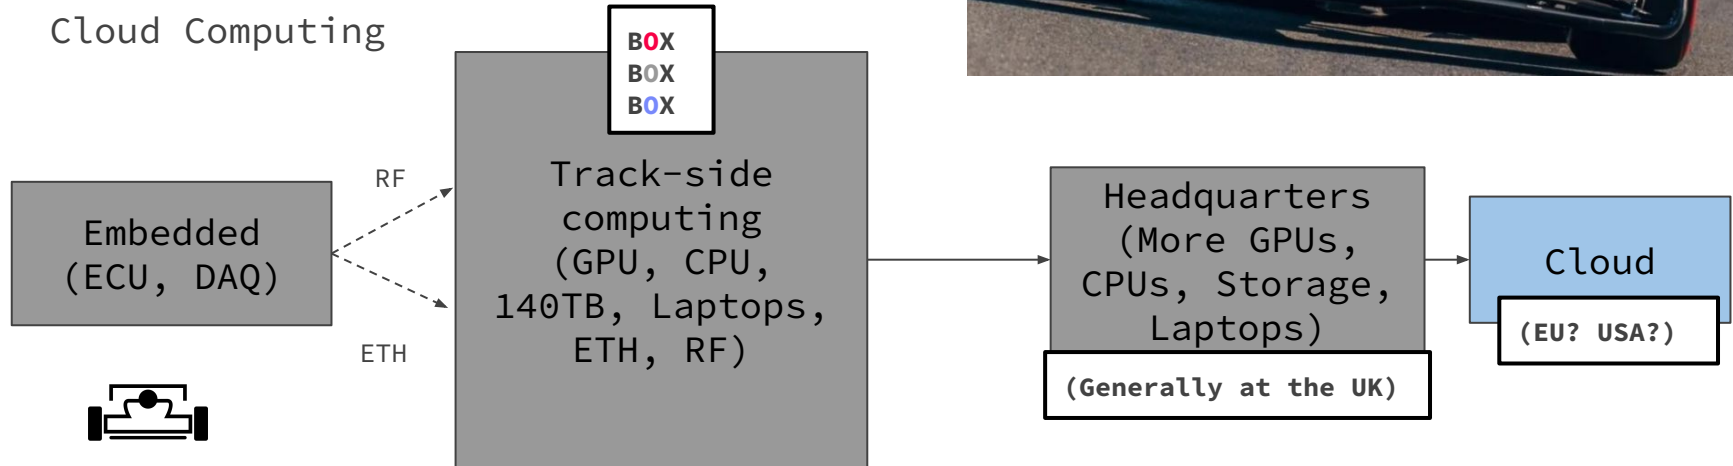 Cloud Computing
BOX
BOX
BOX
RF
ETH
Embedded
(ECU, DAQ)
Track-side
computing
(GPU, CPU,
140TB, Laptops,
ETH, RF)
Headquarters
(More GPUs,
CPUs, Storage,
Laptops)
(Generally at the UK)
Cloud
(EU? USA?)